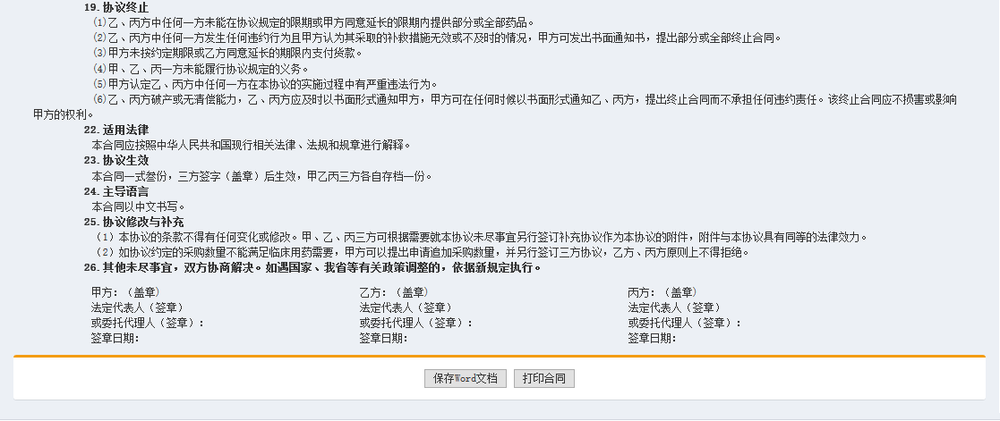 19. 协议终止
(1)乙、丙方中任何一方未能在协议规定的限期或甲方同意延长的限期内提供部分或全部药品。
(2)乙、丙方中任何一方发生任何违约行为且甲方认为其采取的补救措施无效或不及时的情况，甲方可发出书面通知书，提出部分或全部终止合同。
(3)甲方未按约定期限或乙方同意延长的期限内支付货款。
(4)甲、乙、丙一方未能履行协议规定的义务。
(5)甲方认定乙、丙方中任何一方在本协议的实施过程中有严重违法行为。
(6)乙、丙方破产或无清偿能力，乙、丙方应及时以书面形式通知甲方，甲方可在任何时候以书面形式通知乙、丙方，提出终止合同而不承担任何违约责任。该终止合同应不损害或影响
甲方的权利。
22. 适用法律
本合同应按照中华人民共和国现行相关法律、法规和规章进行解释。
23. 协议生效
本合同一式叁份，三方签字（盖章）后生效，甲乙丙三方各自存档一份。
24. 主导语言
本合同以中文书写。
25. 协议修改与补充
（1）本协议的条款不得有任何变化或修改。甲、乙、丙三方可根据需要就本协议未尽事宜另行签订补充协议作为本协议的附件，附件与本协议具有同等的法律效力。
（2）如协议约定的采购数量不能满足临床用药需要，甲方可以提出申请追加采购数量，并另行签订三方协议，乙方、丙方原则上不得拒绝。
26. 其他未尽事宜，双方协商解决。如遇国家、我省等有关政策调整的，依据新规定执行。
甲方：（盖章） 乙方：（盖章） 丙方：（盖章）
法定代表人（签章） 法定代表人（签章） 法定代表人（签章）
或委托代理人（签章）： 或委托代理人（签章）： 或委托代理人（签章）：
签章日期： 签章日期： 签章日期：
保存Word文档 打印合同